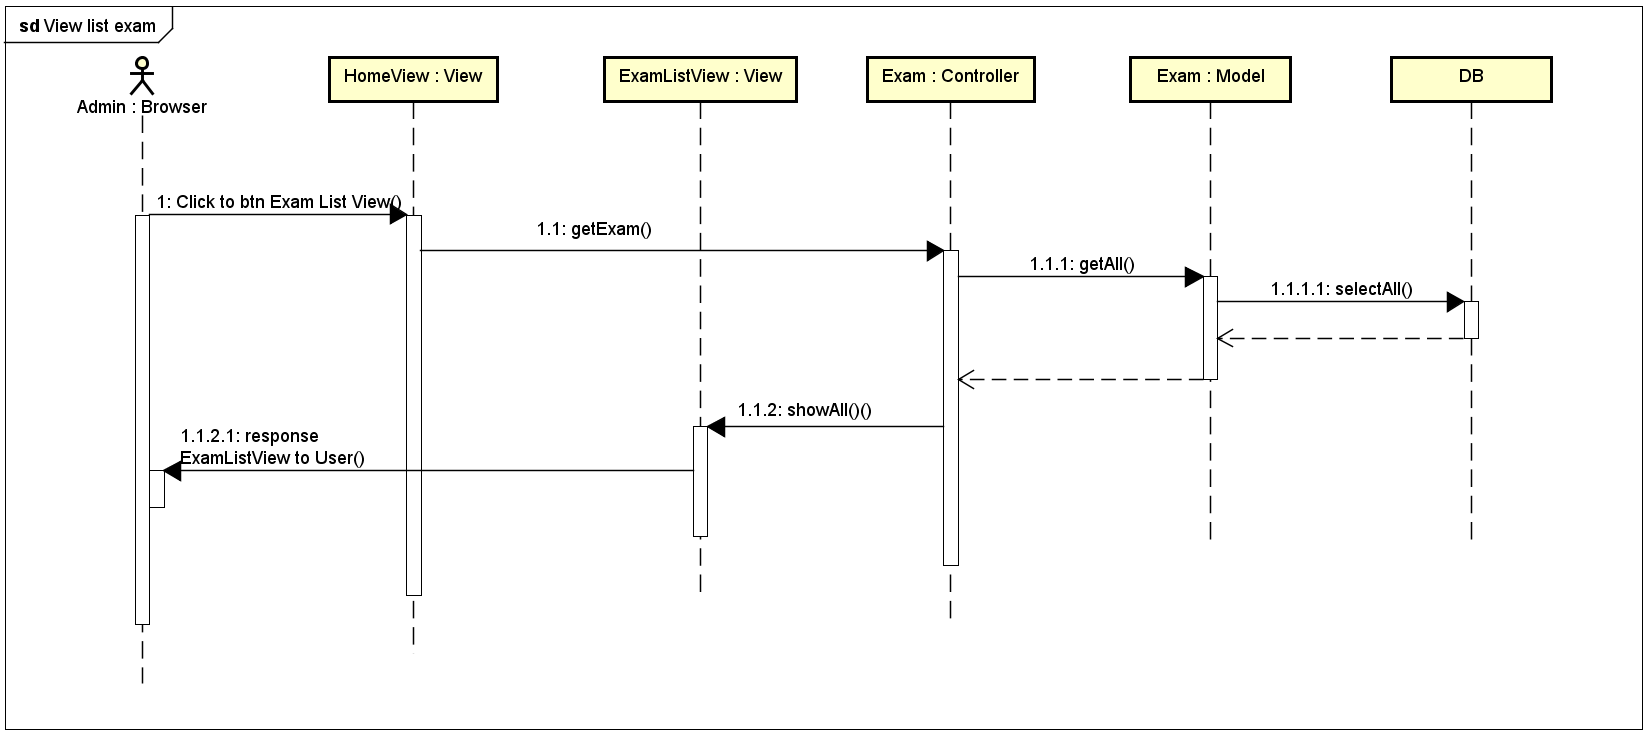 sd View list exam
Admin : Browser
HomeView : View
ExamListView : View
Exam : Controller
Exam : Model
DB
1: Click to btn Exam List View()
1.1: getExam()
1.1.1: getAll()
1.1.1.1: selectAll()
1.1.2: showAll()()
1.1.2.1: response
ExamListView to User()